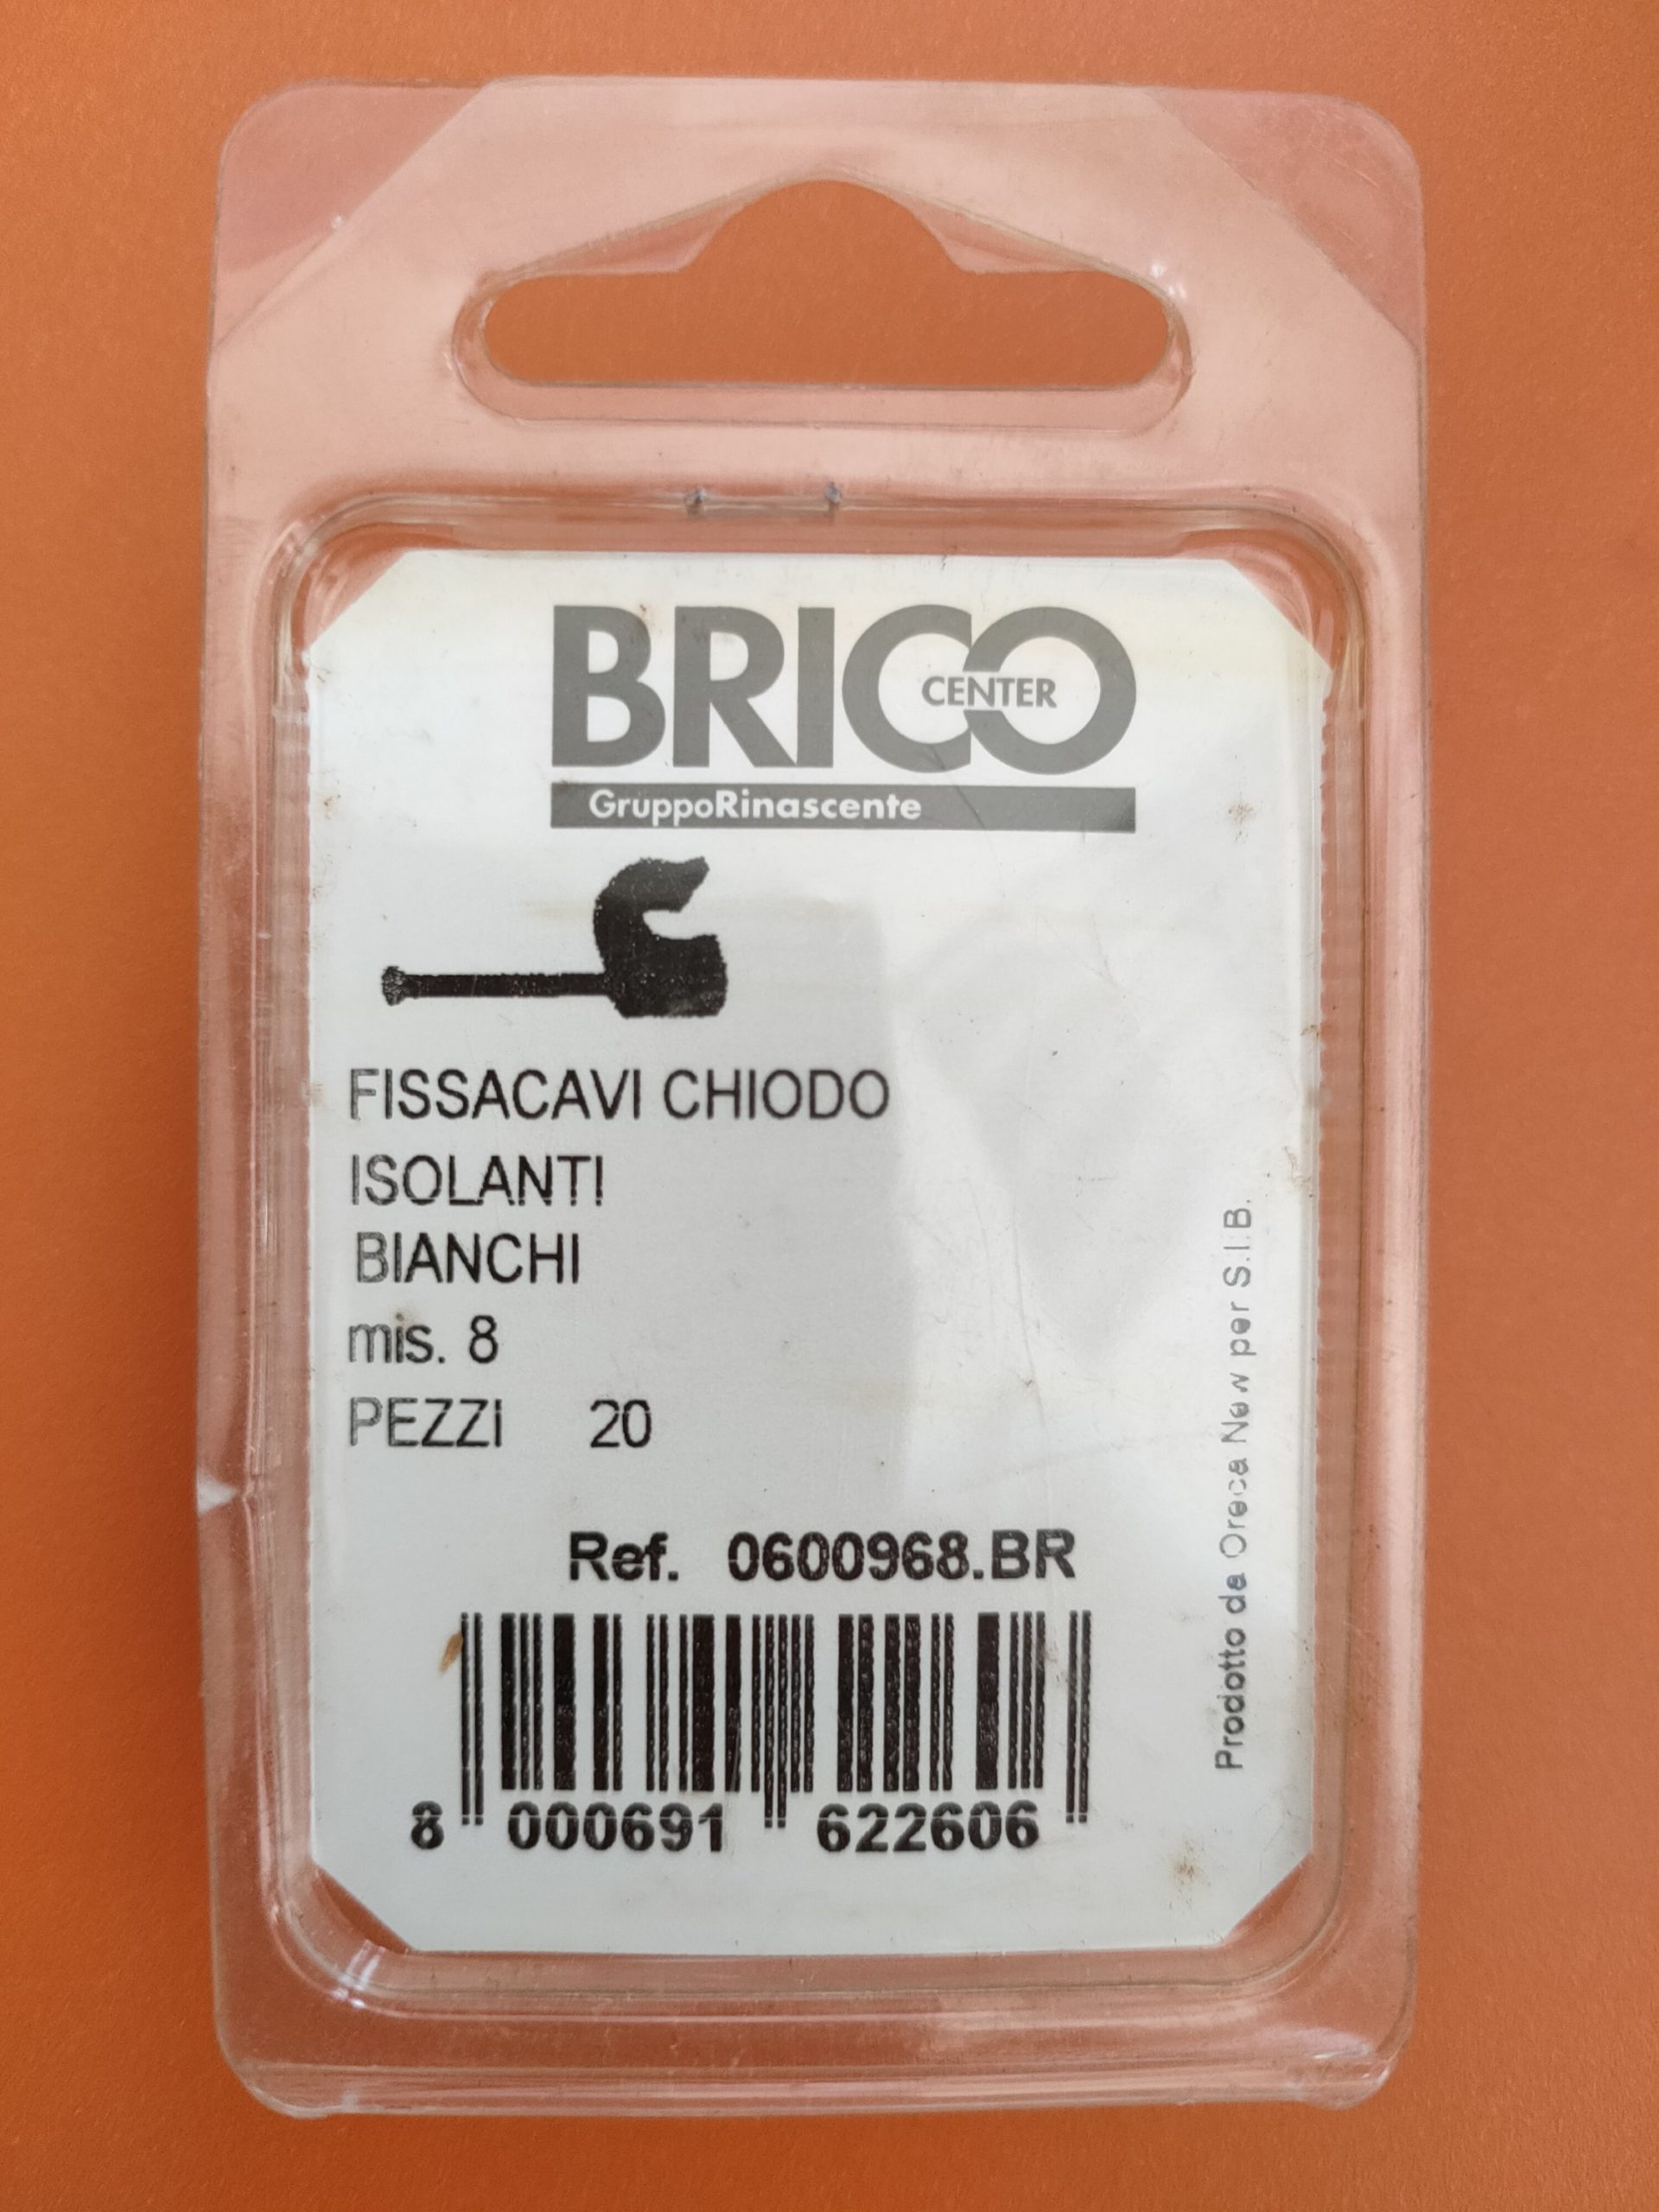 BRICO
CENTER
GruppoRinascente
FISSACAVI CHIODO
ISOLANTI
BIANCHI
mis. 8
PEZZI 20
Ref. 0600968.BR
8 000691 622606
Prodotto da Oreca New per S.I.B.